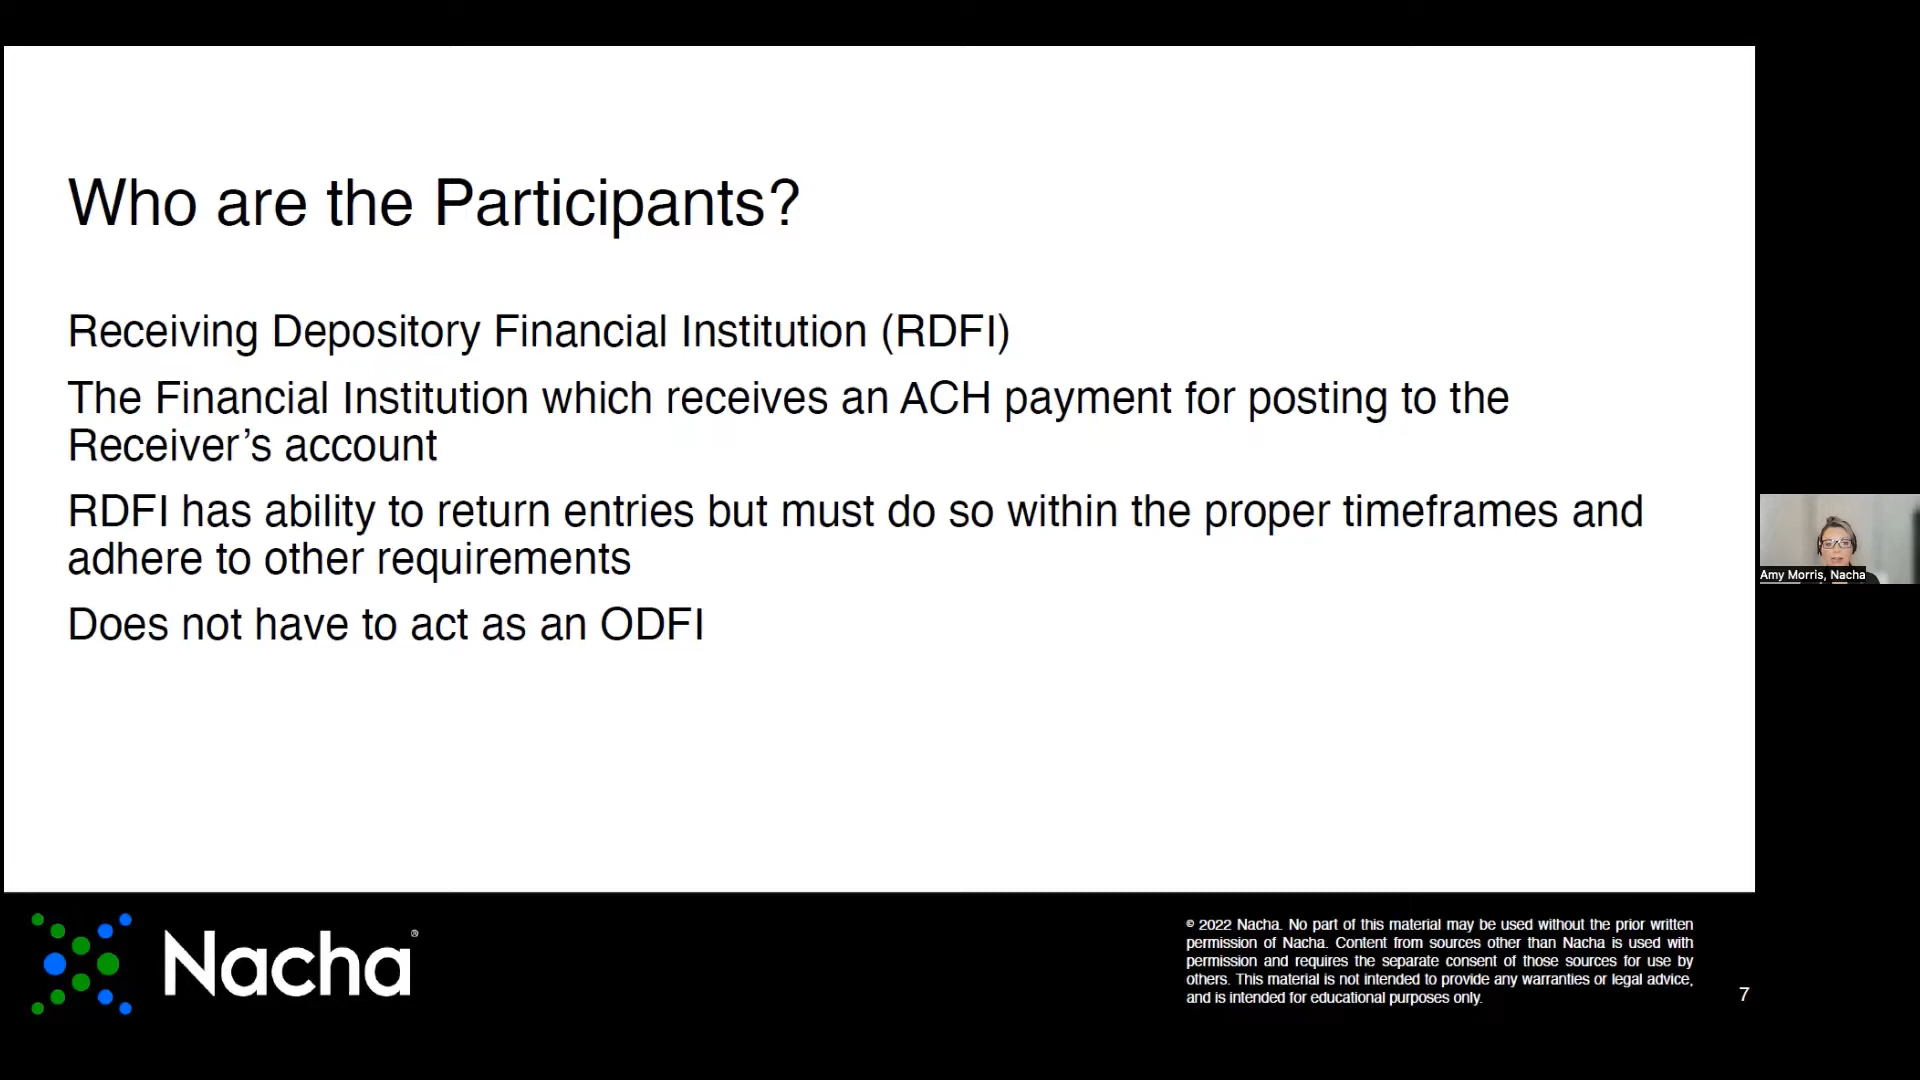 Who are the Participants?
Receiving Depository Financial Institution (RDFI)
The Financial Institution which receives an ACH payment for posting to the
Receiver’s account
RDFI has ability to return entries but must do so within the proper timeframes and
adhere to other requirements
Does not have to act as an ODFI
Amy Morris, Nacha
Nacha®
© 2022 Nacha. No part of this material may be used without the prior written
permission of Nacha. Content from sources other than Nacha is used with
permission and requires the separate consent of those sources for use by
others. This material is not intended to provide any warranties or legal advice,
and is intended for educational purposes only.
7